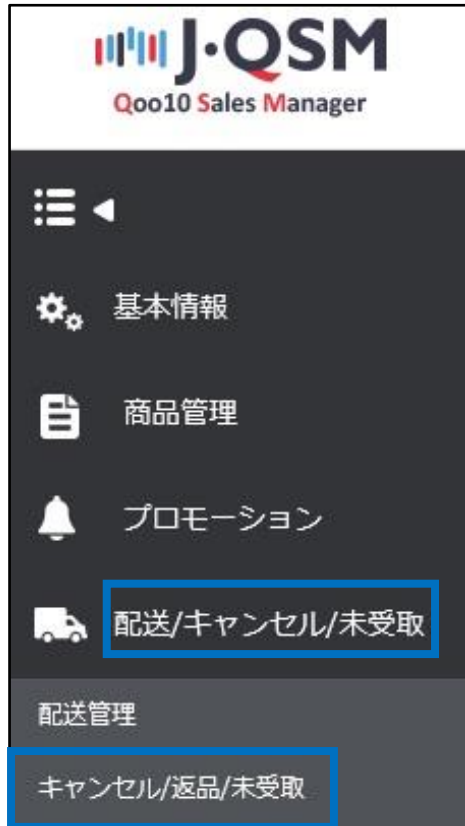 J・QSM
Qoo10 Sales Manager
基本情報
商品管理
プロモーション
配送/キャンセル/未受取
配送管理
キャンセル/返品/未受取